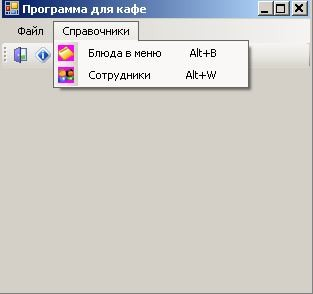 Программа для кафе
Файл Справочники
Блюда в меню Alt+B
Сотрудники Alt+W